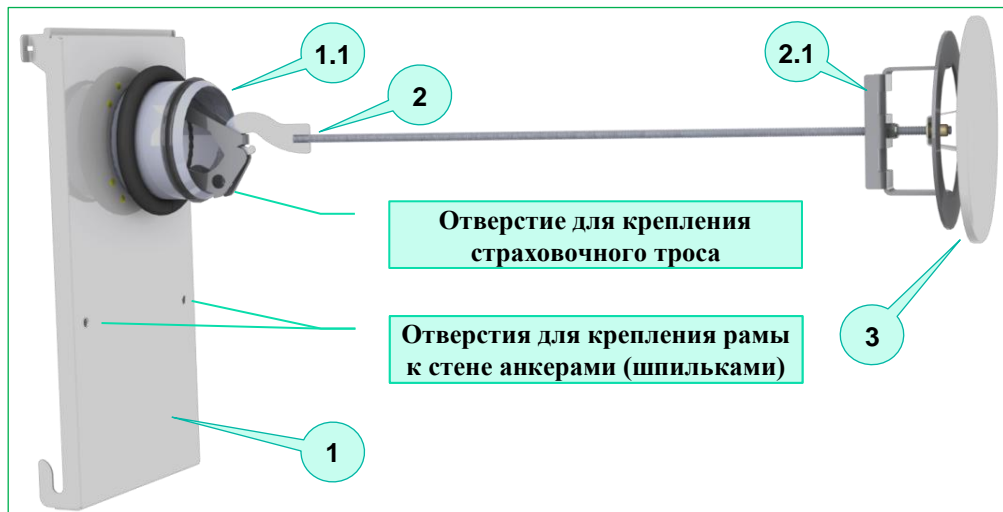 1.1
2
2.1
Отверстие для крепления
страховочного троса
Отверстия для крепления рамы
к стене анкерами (шпильками)
3
1